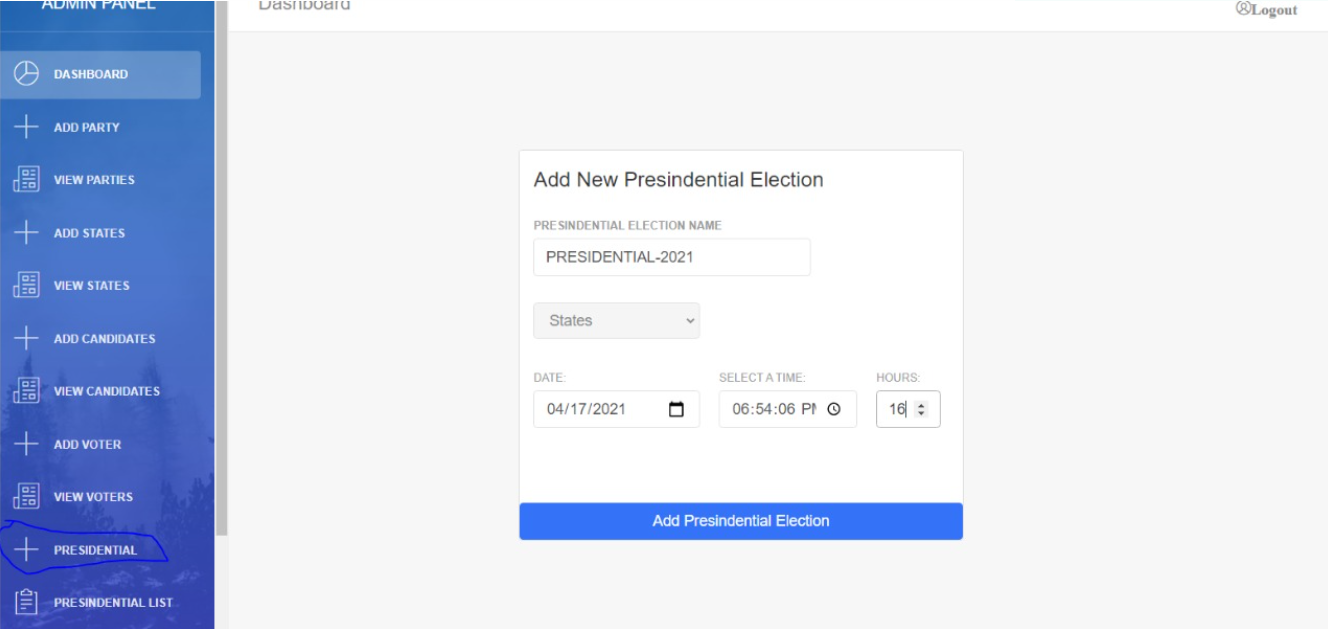 ADMIN PANEL
Dashboard
Logout
DASHBOARD
ADD PARTY
VIEW PARTIES
ADD STATES
VIEW STATES
ADD CANDIDATES
VIEW CANDIDATES
ADD VOTER
VIEW VOTERS
PRESIDENTIAL
PRESINDENTIAL LIST
Add New Presindential Election
PRESINDENTIAL ELECTION NAME
PRESIDENTIAL-2021
States
DATE: SELECT A TIME: HOURS:
04/17/2021 06:54:06 PM 16
Add Presindential Election